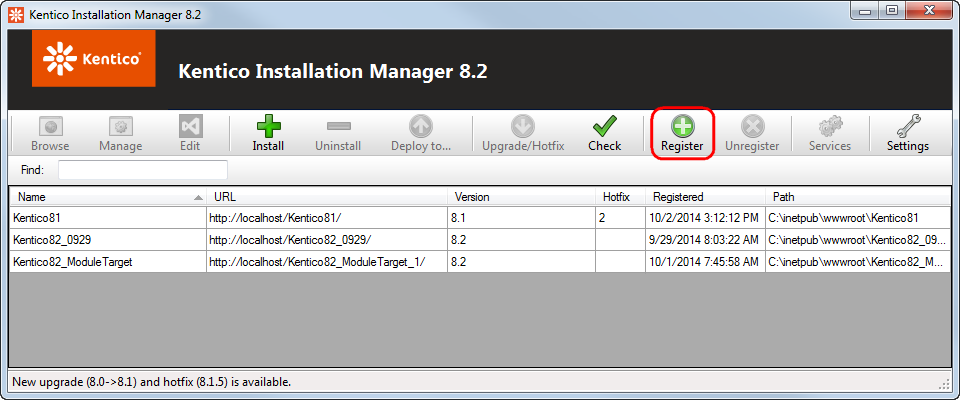 Kentico Installation Manager 8.2
Kentico
Kentico Installation Manager 8.2
Browse Manage Edit Install Uninstall Deploy to... Upgrade/Hotfix Check Register Unregister Services Settings
Find:
Name URL Version Hotfix Registered Path
Kentico81 http://localhost/Kentico81/ 8.1 2 10/2/2014 3:12:12 PM C:\inetpub\wwwroot\Kentico81
Kentico82_0929 http://localhost/Kentico82_0929/ 8.2 9/29/2014 8:03:22 AM C:\inetpub\wwwroot\Kentico82_09...
Kentico82_ModuleTarget http://localhost/Kentico82_ModuleTarget_1/ 8.2 10/1/2014 7:45:58 AM C:\inetpub\wwwroot\Kentico82_M...
New upgrade (8.0->8.1) and hotfix (8.1.5) is available.